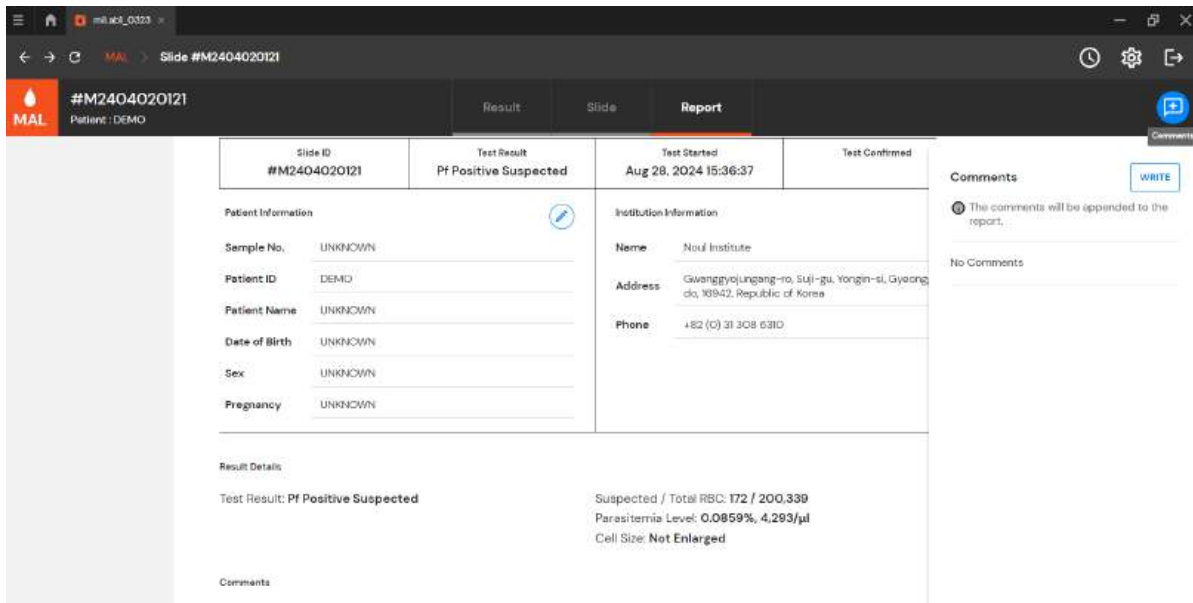 miLab1_0323
MAL > Slide #M2404020121
MAL
#M2404020121
Patient : DEMO
Result
Slide
Report
Comments
Slide ID
#M2404020121
Test Result
Pf Positive Suspected
Test Started
Aug 28, 2024 15:36:37
Test Confirmed
Patient Information
Sample No. UNKNOWN
Patient ID DEMO
Patient Name UNKNOWN
Date of Birth UNKNOWN
Sex UNKNOWN
Pregnancy UNKNOWN
Institution Information
Name Noul Institute
Address Gwanggyojungang-ro, Suji-gu, Yongin-si, Gyeong
do, 16942, Republic of Korea
Phone +82 (0) 31 308 6310
Comments
WRITE
The comments will be appended to the
report.
No Comments
Result Details
Test Result: Pf Positive Suspected
Suspected / Total RBC: 172 / 200,339
Parasitemia Level: 0.0859%, 4,293/µl
Cell Size: Not Enlarged
Comments